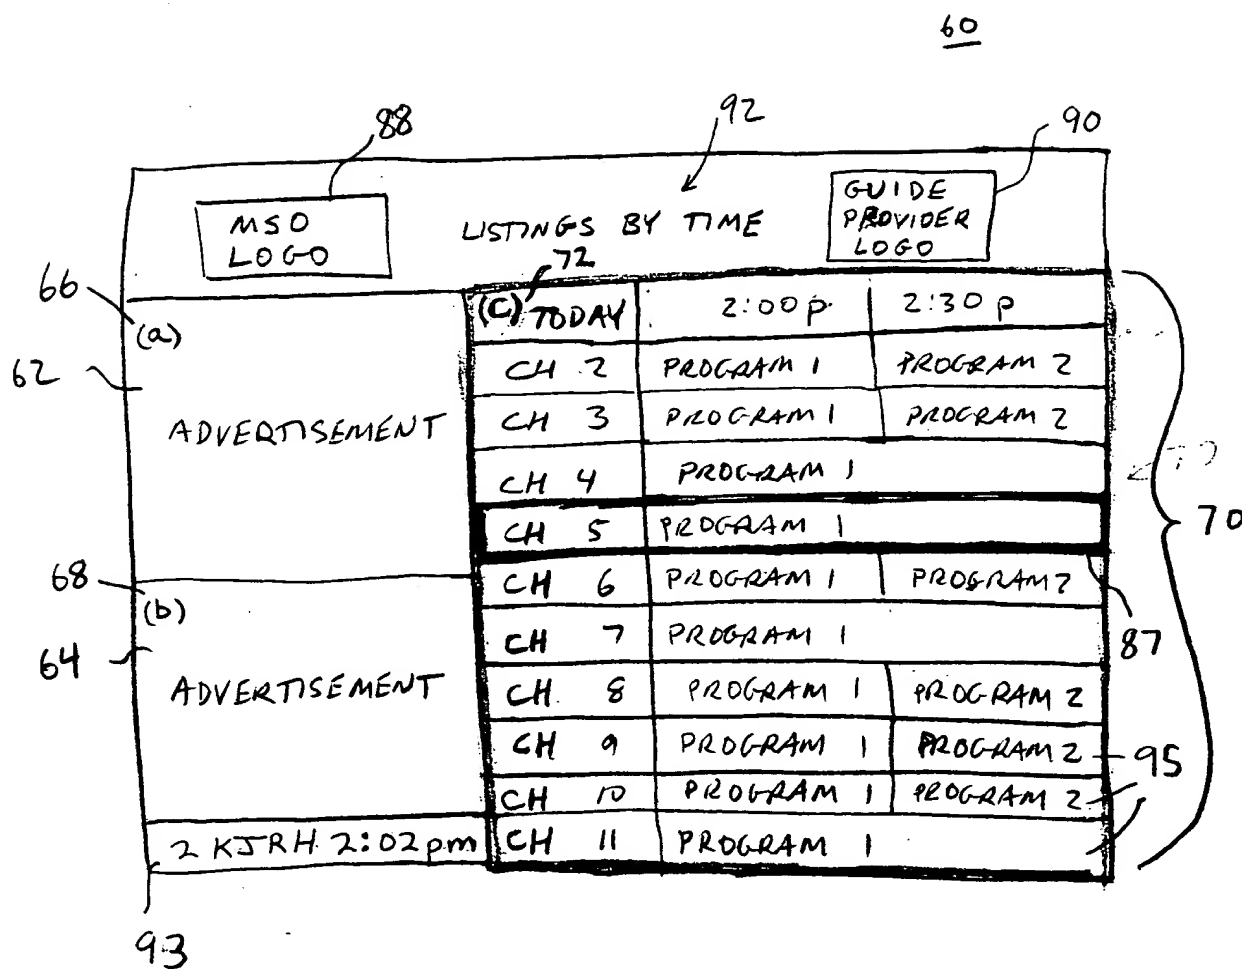 60
88
92
90
MSO
LOGO
LISTINGS BY TIME
GUIDE
PROVIDER
LOGO
66
72
(a)
(C) TODAY 2:00 p 2:30 p
62
CH 2 PROGRAM 1 PROGRAM 2
ADVERTISEMENT
CH 3 PROGRAM 1 PROGRAM 2
CH 4 PROGRAM 1
CH 5 PROGRAM 1
70
68
(b)
CH 6 PROGRAM 1 PROGRAM 2
87
64
CH 7 PROGRAM 1
ADVERTISEMENT
CH 8 PROGRAM 1 PROGRAM 2
CH 9 PROGRAM 1 PROGRAM 2
95
CH 10 PROGRAM 1 PROGRAM 2
2 KJRH 2:02pm
CH 11 PROGRAM 1
93